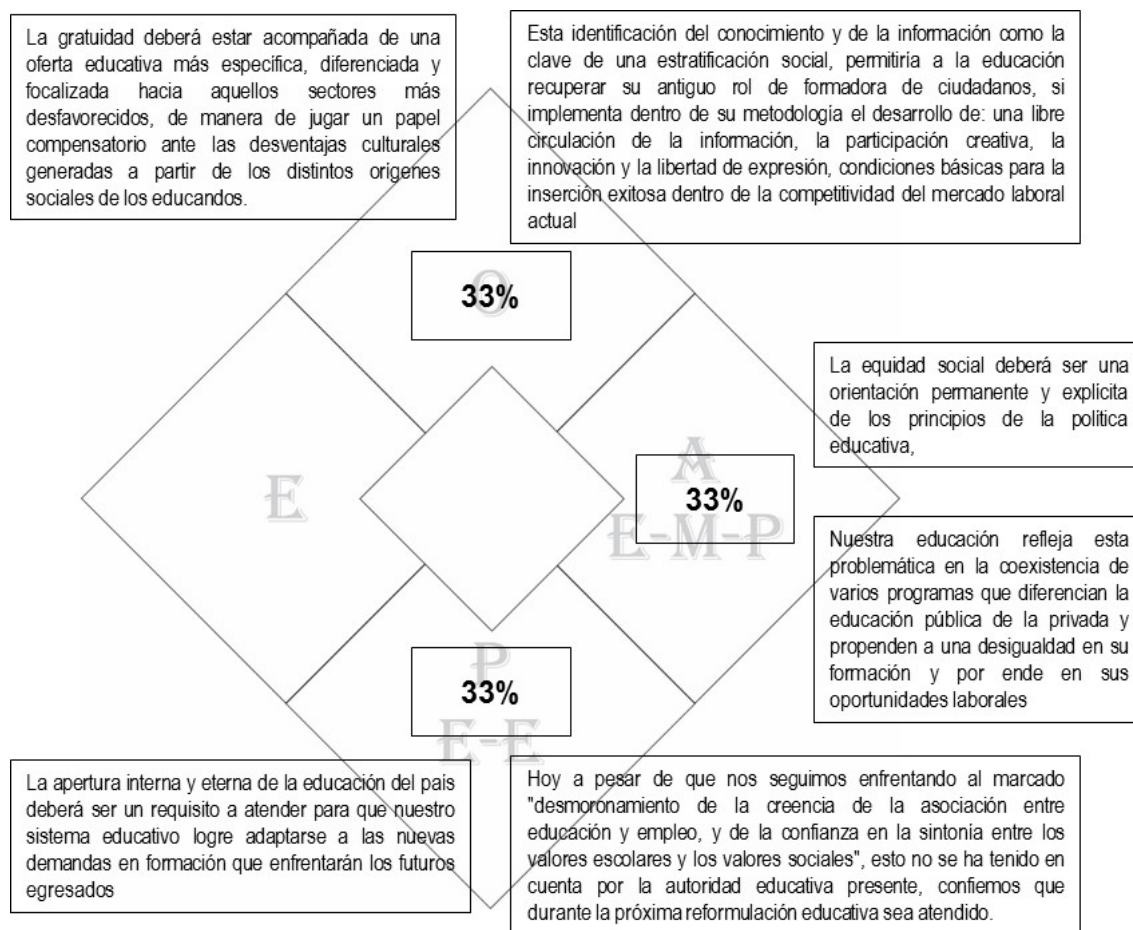 La gratuidad deberá estar acompañada de una
oferta educativa más especifica, diferenciada y
focalizada hacia aquellos sectores más
desfavorecidos, de manera de jugar un papel
compensatorio ante las desventajas culturales
generadas a partir de los distintos orígenes
sociales de los educandos.
Esta identificación del conocimiento y de la información como la
clave de una estratificación social, permitiría a la educación
recuperar su antiguo rol de formadora de ciudadanos, si
implementa dentro de su metodología el desarrollo de: una libre
circulación de la información, la participación creativa, la
innovación y la libertad de expresión, condiciones básicas para la
inserción exitosa dentro de la competitividad del mercado laboral
actual
O
33%
La equidad social deberá ser una
orientación permanente y explícita
de los principios de la política
educativa,
E
A
33%
E-M-P
Nuestra educación refleja esta
problemática en la coexistencia de
varios programas que diferencian la
educación pública de la privada y
propenden a una desigualdad en su
formación y por ende en sus
oportunidades laborales
P
33%
E-E
La apertura interna y eterna de la educación del pais
deberá ser un requisito a atender para que nuestro
sistema educativo logre adaptarse a las nuevas
demandas en formación que enfrentarán los futuros
egresados
Hoy a pesar de que nos seguimos enfrentando al marcado
"desmoronamiento de la creencia de la asociación entre
educación y empleo, y de la confianza en la sintonía entre los
valores escolares y los valores sociales", esto no se ha tenido en
cuenta por la autoridad educativa presente, confiemos que
durante la próxima reformulación educativa sea atendido.